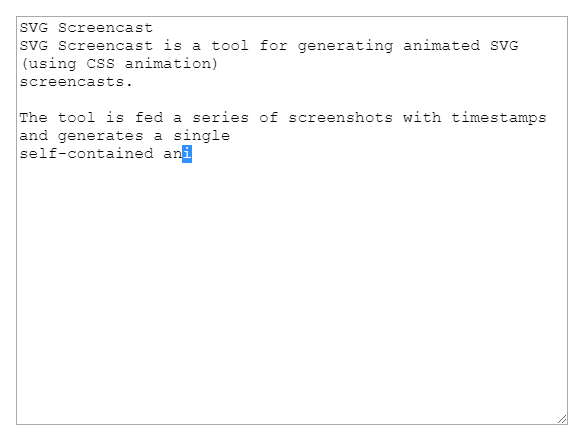 SVG Screencast
SVG Screencast is a tool for generating animated SVG
(using CSS animation)
screencasts.
The tool is fed a series of screenshots with timestamps
and generates a single
self-contained ani